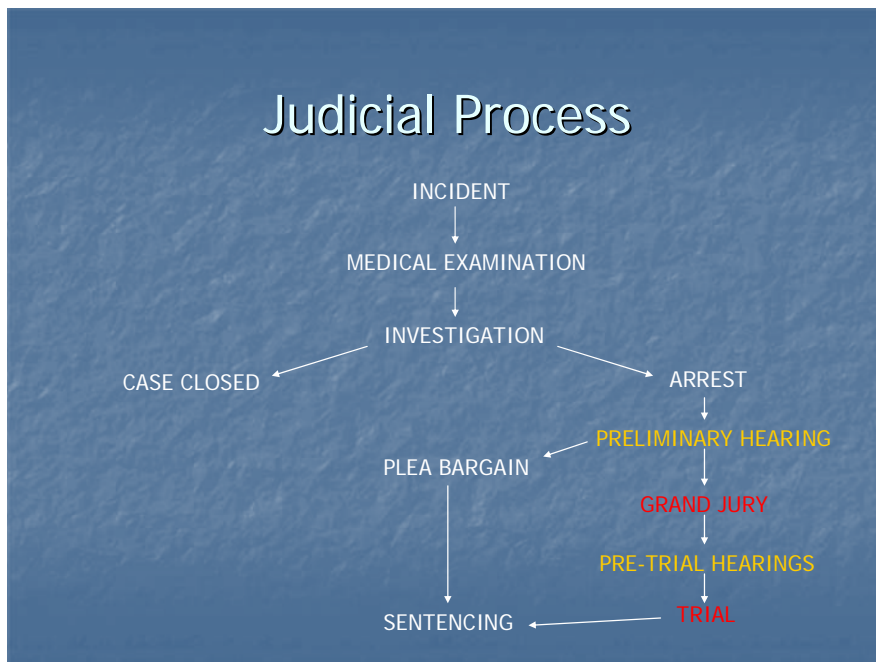 Judicial Process
INCIDENT
MEDICAL EXAMINATION
INVESTIGATION
CASE CLOSED
ARREST
PRELIMINARY HEARING
PLEA BARGAIN
GRAND JURY
PRE-TRIAL HEARINGS
TRIAL
SENTENCING